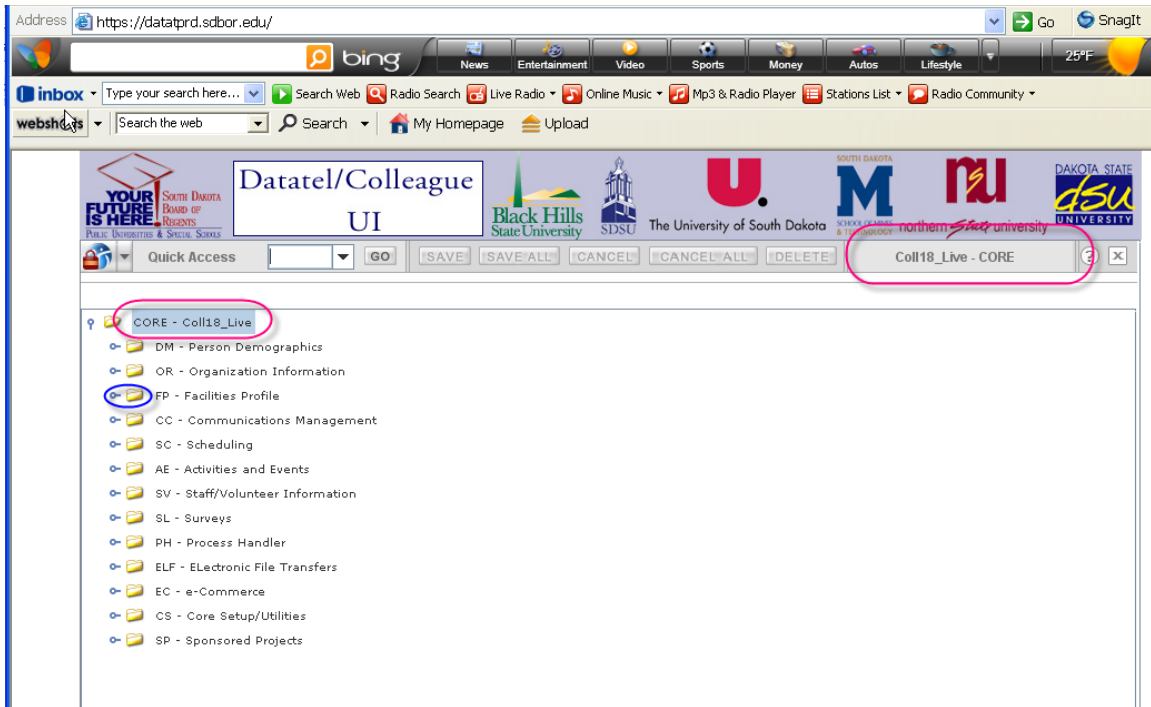 Address https://datatprd.sdbor.edu/ Go SnagIt
bing News Entertainment Video Sports Money Autos Lifestyle 25°F
inbox Type your search here... Search Web Radio Search Live Radio Online Music Mp3 & Radio Player Stations List Radio Community
Search the web Search My Homepage Upload
YOUR FUTURE IS HERE
SOUTH DAKOTA BOARD OF REGENTS
PUBLIC UNIVERSITIES & SPECIAL SCHOOLS
Datatel/Colleague
UI
Black Hills
State University
SDSU
U.
The University of South Dakota
SOUTH DAKOTA
M
SCHOOL OF MINES & TECHNOLOGY
nsu
northern State university
DAKOTA STATE
dsu
UNIVERSITY
Quick Access GO SAVE SAVE ALL CANCEL CANCEL ALL DELETE Coll18_Live - CORE ? X
CORE - Coll18_Live
DM - Person Demographics
OR - Organization Information
FP - Facilities Profile
CC - Communications Management
SC - Scheduling
AE - Activities and Events
SV - Staff/Volunteer Information
SL - Surveys
PH - Process Handler
ELF - ELectronic File Transfers
EC - e-Commerce
CS - Core Setup/Utilities
SP - Sponsored Projects